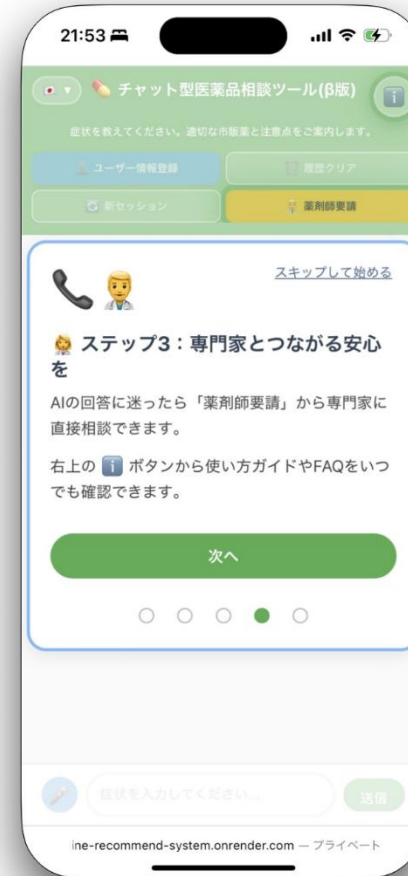 21:53
チャット型医薬品相談ツール(β版)
症状を教えてください。適切な市販薬と注意点をご案内します。
ユーザー情報登録
履歴クリア
新セッション
薬剤師要請
スキップして始める
ステップ3：専門家とつながる安心
を
AIの回答に迷ったら「薬剤師要請」から専門家に
直接相談できます。
右上の ℹ️ ボタンから使い方ガイドやFAQをいつ
でも確認できます。
次へ
症状を入力してください...
送信
ine-recommend-system.onrender.com — プライベート